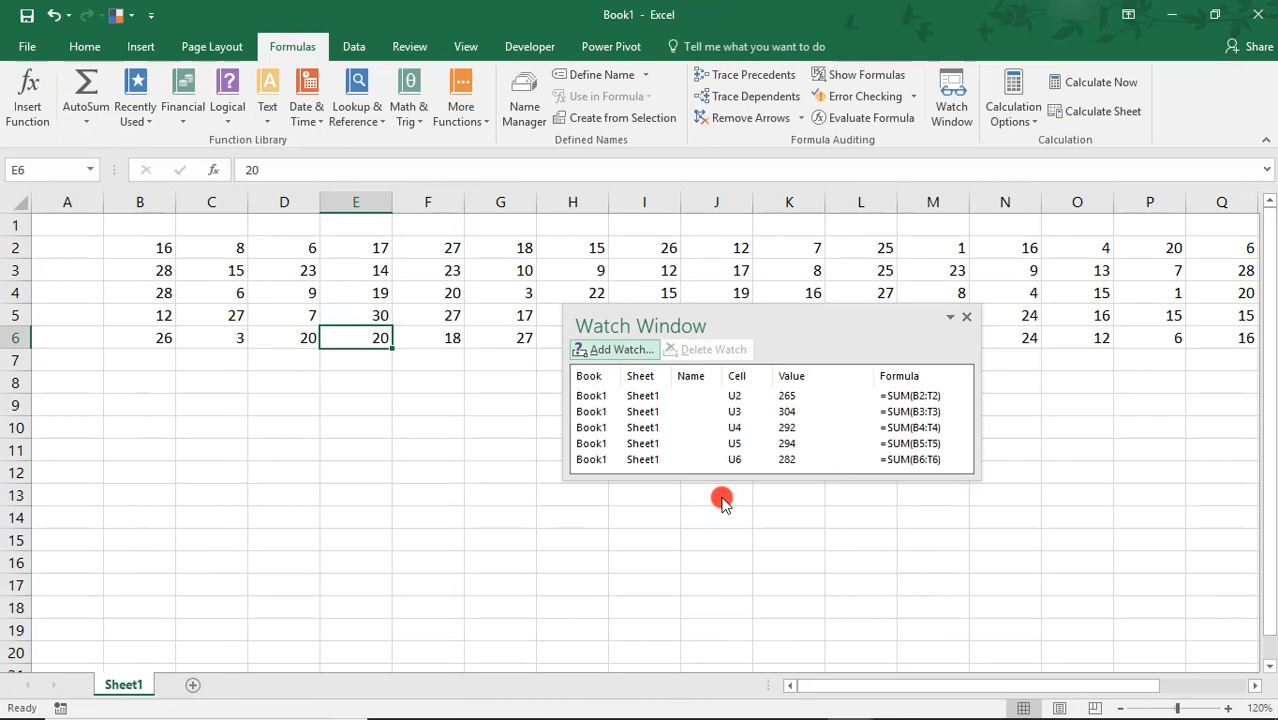 Book1 - Excel
File Home Insert Page Layout Formulas Data Review View Developer Power Pivot Tell me what you want to do Share
Insert Function
AutoSum
Recently Used
Financial
Logical
Text
Date & Time
Lookup & Reference
Math & Trig
More Functions
Function Library
Name Manager
Define Name
Use in Formula
Create from Selection
Defined Names
Trace Precedents
Trace Dependents
Remove Arrows
Show Formulas
Error Checking
Evaluate Formula
Formula Auditing
Watch Window
Calculation Options
Calculate Now
Calculate Sheet
Calculation
E6 fx 20
A B C D E F G H I J K L M N O P Q
1
2 16 8 6 17 27 18 15 26 12 7 25 1 16 4 20 6
3 28 15 23 14 23 10 9 12 17 8 25 23 9 13 7 28
4 28 6 9 19 20 3 22 15 19 16 27 8 4 15 1 20
5 12 27 7 30 27 17 24 16 15 15
6 26 3 20 20 18 27 24 12 6 16
7
8
9
10
11
12
13
14
15
16
17
18
19
20
Watch Window
Add Watch... Delete Watch
Book Sheet Name Cell Value Formula
Book1 Sheet1 U2 265 =SUM(B2:T2)
Book1 Sheet1 U3 304 =SUM(B3:T3)
Book1 Sheet1 U4 292 =SUM(B4:T4)
Book1 Sheet1 U5 294 =SUM(B5:T5)
Book1 Sheet1 U6 282 =SUM(B6:T6)
Sheet1
Ready 120%